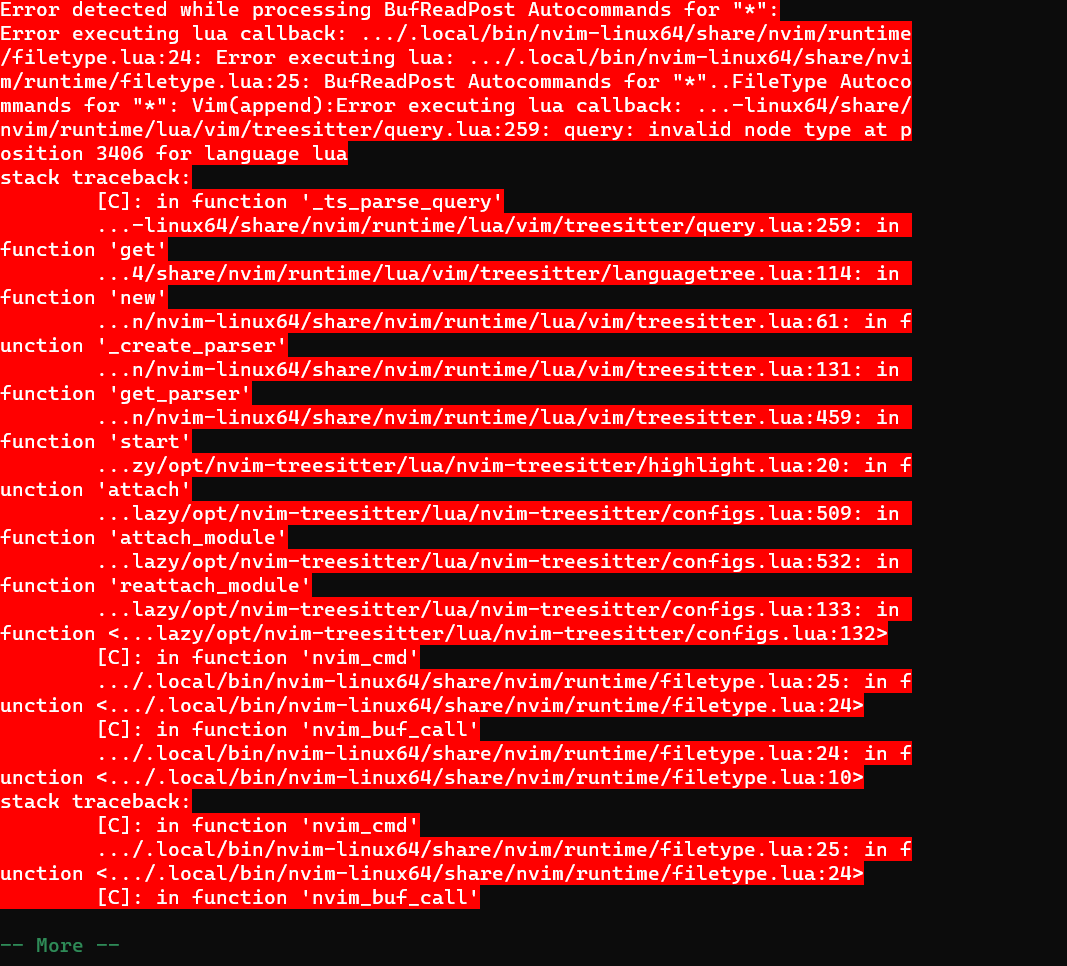 Error detected while processing BufReadPost Autocommands for "*":
Error executing lua callback: .../.local/bin/nvim-linux64/share/nvim/runtime
/filetype.lua:24: Error executing lua: .../.local/bin/nvim-linux64/share/nvi
m/runtime/filetype.lua:25: BufReadPost Autocommands for "*"..FileType Autoco
mmands for "*": Vim(append):Error executing lua callback: ...-linux64/share/
nvim/runtime/lua/vim/treesitter/query.lua:259: query: invalid node type at p
osition 3406 for language lua
stack traceback:
        [C]: in function '_ts_parse_query'
        ...-linux64/share/nvim/runtime/lua/vim/treesitter/query.lua:259: in
function 'get'
        ...4/share/nvim/runtime/lua/vim/treesitter/languagetree.lua:114: in
function 'new'
        ...n/nvim-linux64/share/nvim/runtime/lua/vim/treesitter.lua:61: in f
unction '_create_parser'
        ...n/nvim-linux64/share/nvim/runtime/lua/vim/treesitter.lua:131: in
function 'get_parser'
        ...n/nvim-linux64/share/nvim/runtime/lua/vim/treesitter.lua:459: in
function 'start'
        ...zy/opt/nvim-treesitter/lua/nvim-treesitter/highlight.lua:20: in f
unction 'attach'
        ...lazy/opt/nvim-treesitter/lua/nvim-treesitter/configs.lua:509: in
function 'attach_module'
        ...lazy/opt/nvim-treesitter/lua/nvim-treesitter/configs.lua:532: in
function 'reattach_module'
        ...lazy/opt/nvim-treesitter/lua/nvim-treesitter/configs.lua:133: in
function <...lazy/opt/nvim-treesitter/lua/nvim-treesitter/configs.lua:132>
        [C]: in function 'nvim_cmd'
        .../.local/bin/nvim-linux64/share/nvim/runtime/filetype.lua:25: in f
unction <.../.local/bin/nvim-linux64/share/nvim/runtime/filetype.lua:24>
        [C]: in function 'nvim_buf_call'
        .../.local/bin/nvim-linux64/share/nvim/runtime/filetype.lua:24: in f
unction <.../.local/bin/nvim-linux64/share/nvim/runtime/filetype.lua:10>
stack traceback:
        [C]: in function 'nvim_cmd'
        .../.local/bin/nvim-linux64/share/nvim/runtime/filetype.lua:25: in f
unction <.../.local/bin/nvim-linux64/share/nvim/runtime/filetype.lua:24>
        [C]: in function 'nvim_buf_call'
-- More --